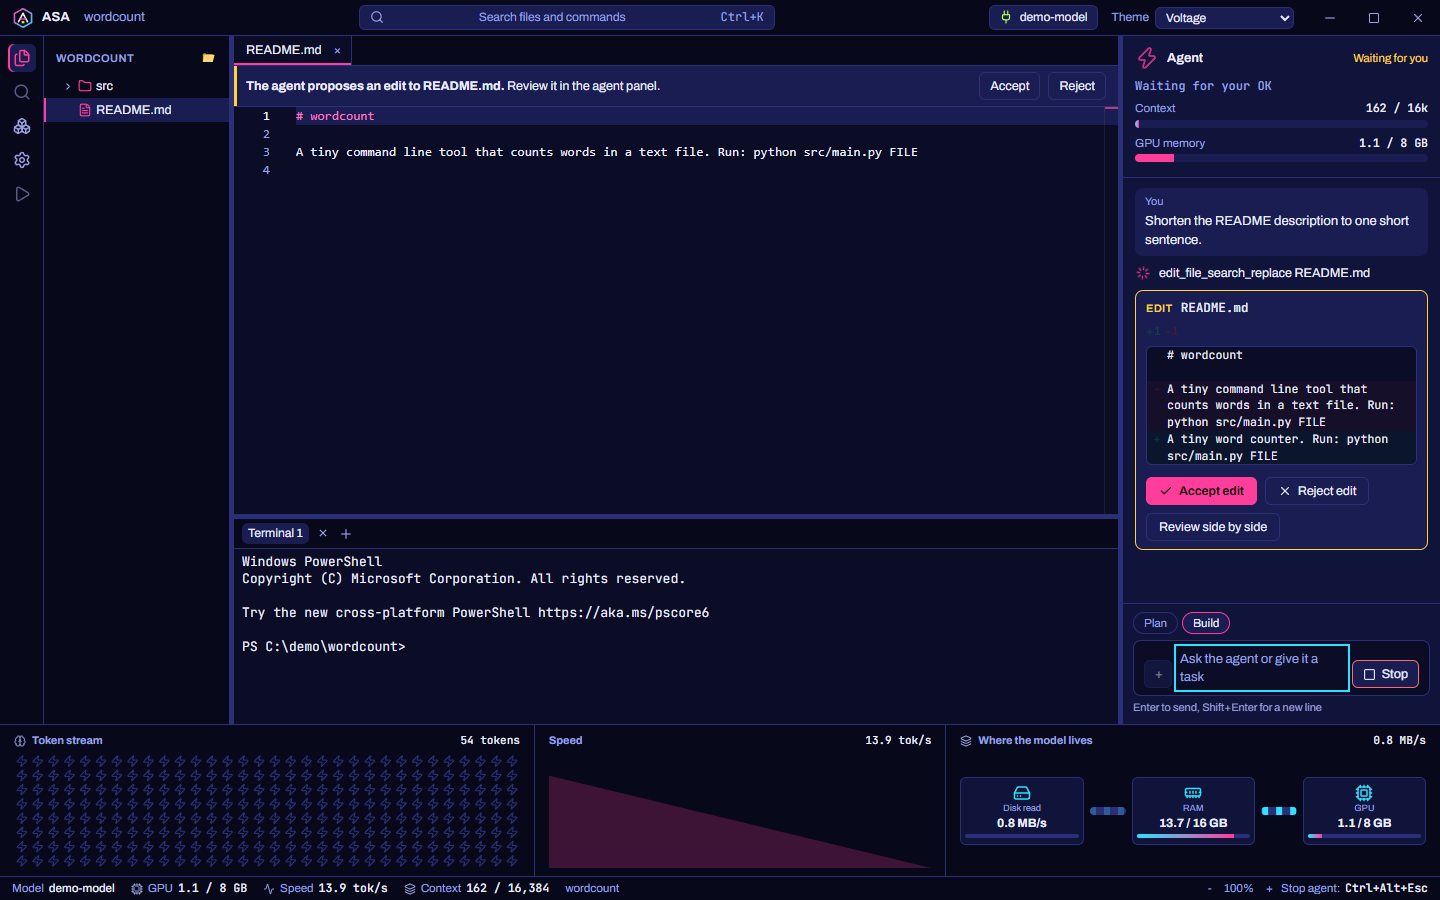 ASA wordcount
Search files and commands Ctrl+K
demo-model
Theme Voltage
WORDCOUNT
src
README.md
README.md ×
The agent proposes an edit to README.md. Review it in the agent panel.
Accept Reject
1 # wordcount
2
3 A tiny command line tool that counts words in a text file. Run: python src/main.py FILE
4
Terminal 1 × +
Windows PowerShell
Copyright (C) Microsoft Corporation. All rights reserved.
Try the new cross-platform PowerShell https://aka.ms/pscore6
PS C:\demo\wordcount>
Agent Waiting for you
Waiting for your OK
Context 162 / 16k
GPU memory 1.1 / 8 GB
You
Shorten the README description to one short
sentence.
edit_file_search_replace README.md
EDIT README.md
+1 -1
# wordcount
- A tiny command line tool that
counts words in a text file. Run:
python src/main.py FILE
+ A tiny word counter. Run: python
src/main.py FILE
Accept edit Reject edit
Review side by side
Plan Build
+ Ask the agent or give it a
task
Stop
Enter to send, Shift+Enter for a new line
Token stream 54 tokens
Speed 13.9 tok/s
Where the model lives 0.8 MB/s
Disk read
0.8 MB/s
RAM
13.7 / 16 GB
GPU
1.1 / 8 GB
Model demo-model GPU 1.1 / 8 GB Speed 13.9 tok/s Context 162 / 16,384 wordcount
- 100% + Stop agent: Ctrl+Alt+Esc